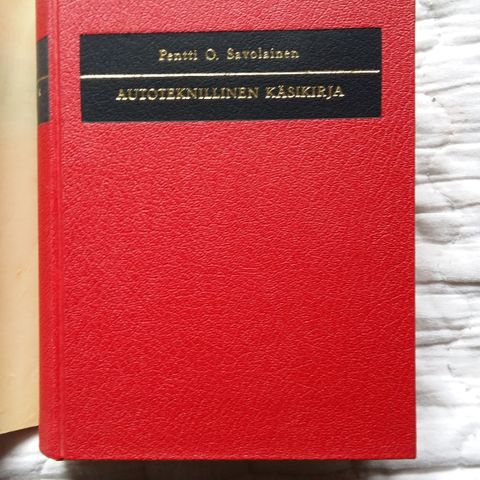 Pentti O. Savolainen
AUTOTEKNILLINEN KÄSIKIRJA